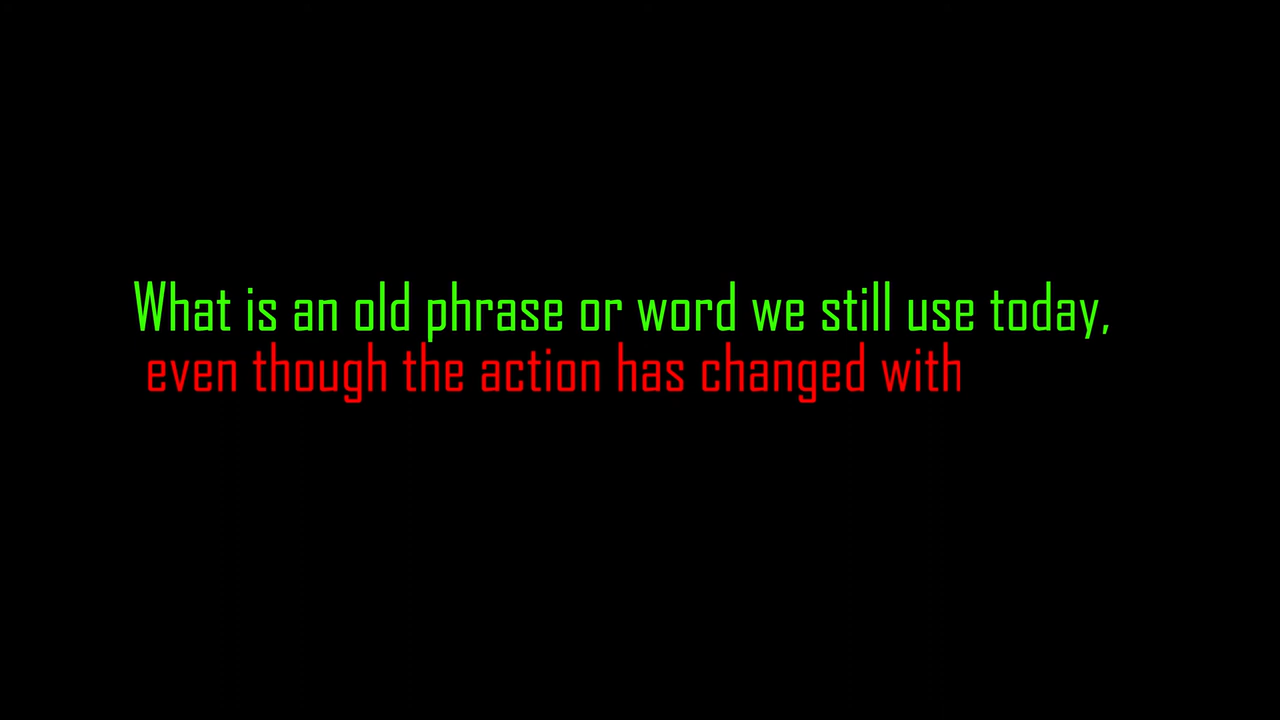 What is an old phrase or word we still use today,
even though the action has changed with